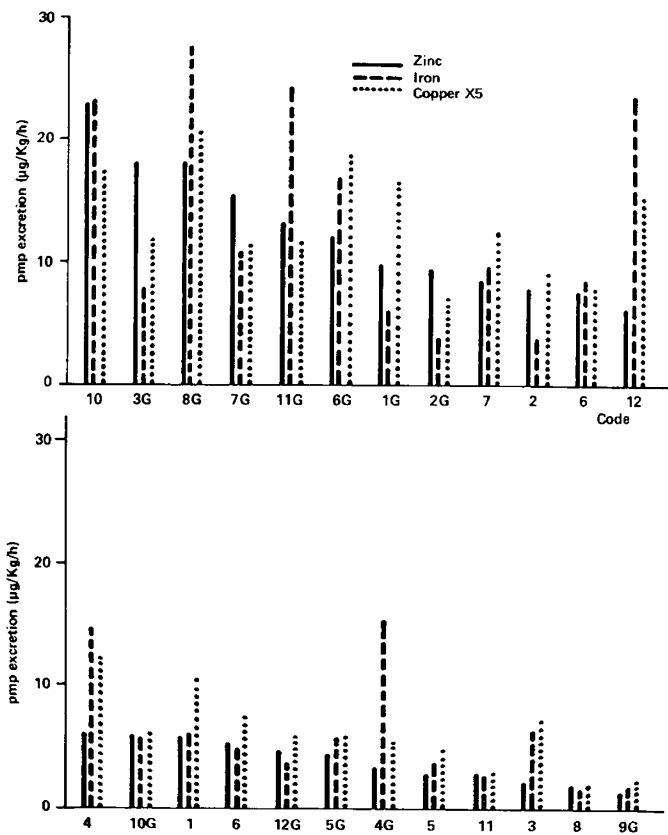 30
20
10
0
pmp excretion (µg/Kg/h)
Zinc
Iron
Copper X5
10 3G 8G 7G 11G 6G 1G 2G 7 2 6 12
Code
30
20
10
0
pmp excretion (µg/Kg/h)
4 10G 1 6 12G 5G 4G 5 11 3 8 9G